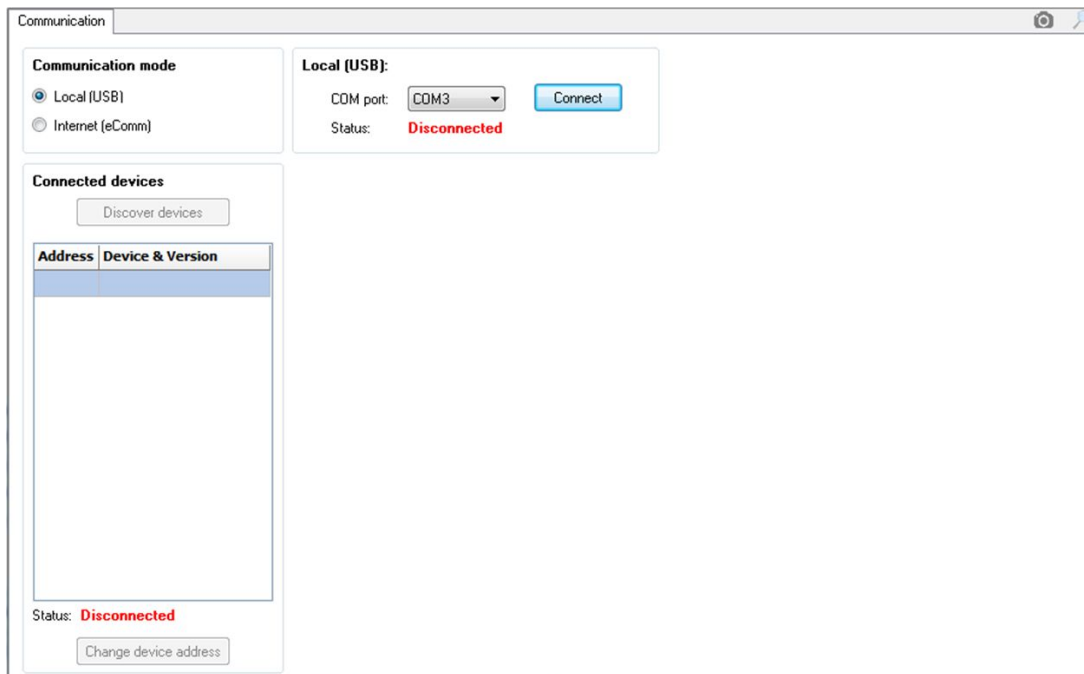 Communication
Communication mode
Local (USB)
Internet (eComm)
Local (USB):
COM port: COM3 Connect
Status: Disconnected
Connected devices
Discover devices
Address Device & Version
Status: Disconnected
Change device address